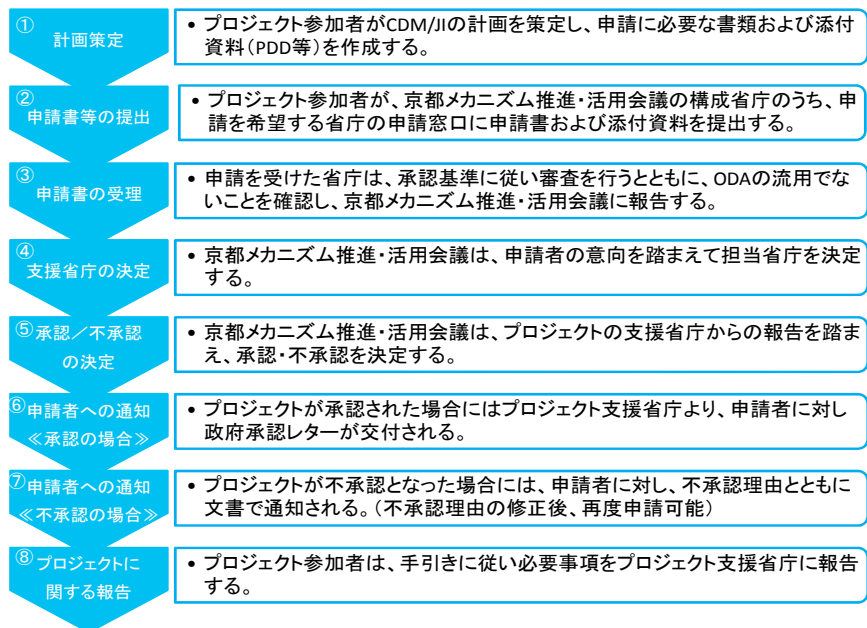 ①
計画策定
• プロジェクト参加者がCDM/JIの計画を策定し、申請に必要な書類および添付
資料(PDD等)を作成する。
②
申請書等の提出
• プロジェクト参加者が、京都メカニズム推進・活用会議の構成省庁のうち、申
請を希望する省庁の申請窓口に申請書および添付資料を提出する。
③
申請書の受理
• 申請を受けた省庁は、承認基準に従い審査を行うとともに、ODAの流用でな
いことを確認し、京都メカニズム推進・活用会議に報告する。
④
支援省庁の決定
• 京都メカニズム推進・活用会議は、申請者の意向を踏まえて担当省庁を決定
する。
⑤承認/不承認
の決定
• 京都メカニズム推進・活用会議は、プロジェクトの支援省庁からの報告を踏ま
え、承認・不承認を決定する。
⑥申請者への通知
≪承認の場合≫
• プロジェクトが承認された場合にはプロジェクト支援省庁より、申請者に対し
政府承認レターが交付される。
⑦申請者への通知
≪不承認の場合≫
• プロジェクトが不承認となった場合には、申請者に対し、不承認理由とともに
文書で通知される。(不承認理由の修正後、再度申請可能)
⑧プロジェクトに
関する報告
• プロジェクト参加者は、手引きに従い必要事項をプロジェクト支援省庁に報告
する。